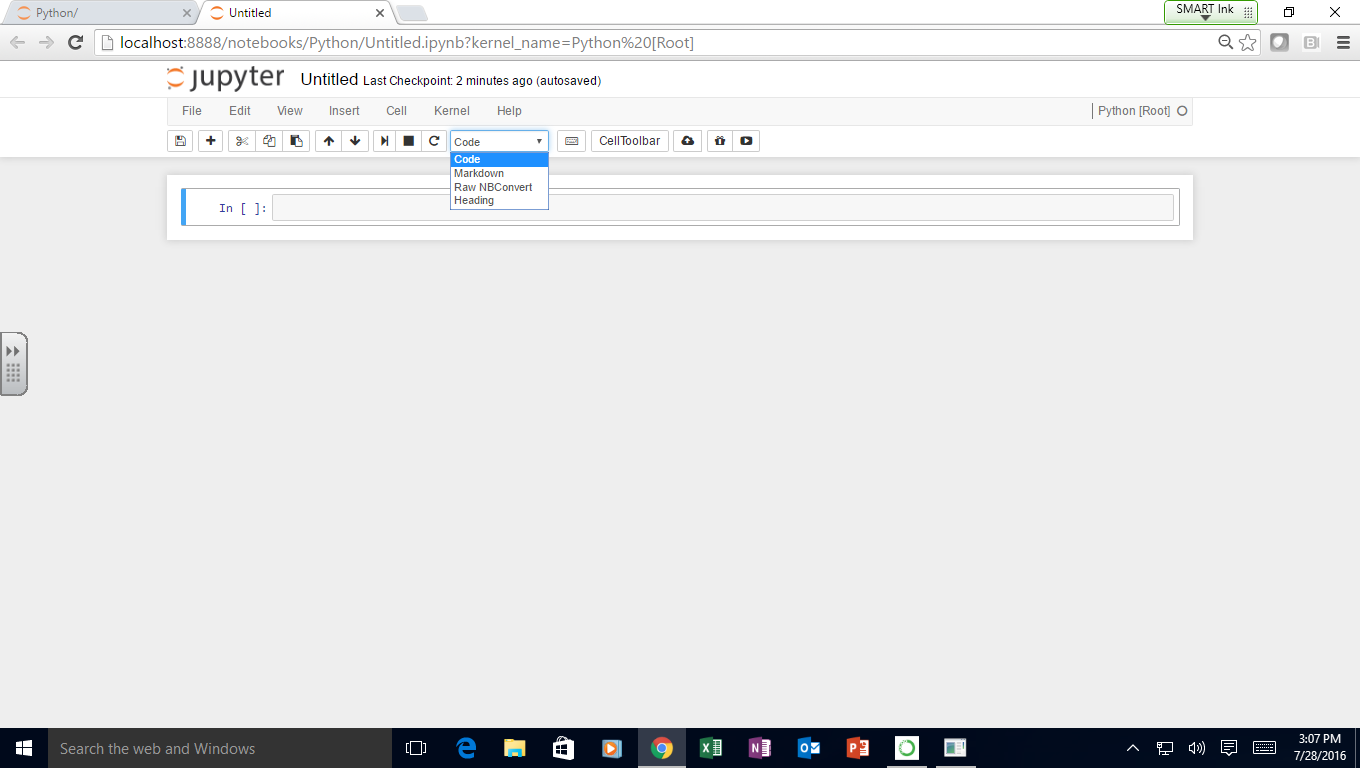 Python/
Untitled
SMART Ink
localhost:8888/notebooks/Python/Untitled.ipynb?kernel_name=Python%20[Root]
jupyter Untitled Last Checkpoint: 2 minutes ago (autosaved)
File Edit View Insert Cell Kernel Help Python [Root]
Code CellToolbar
Code
Markdown
Raw NBConvert
Heading
In [ ]:
Search the web and Windows
3:07 PM
7/28/2016